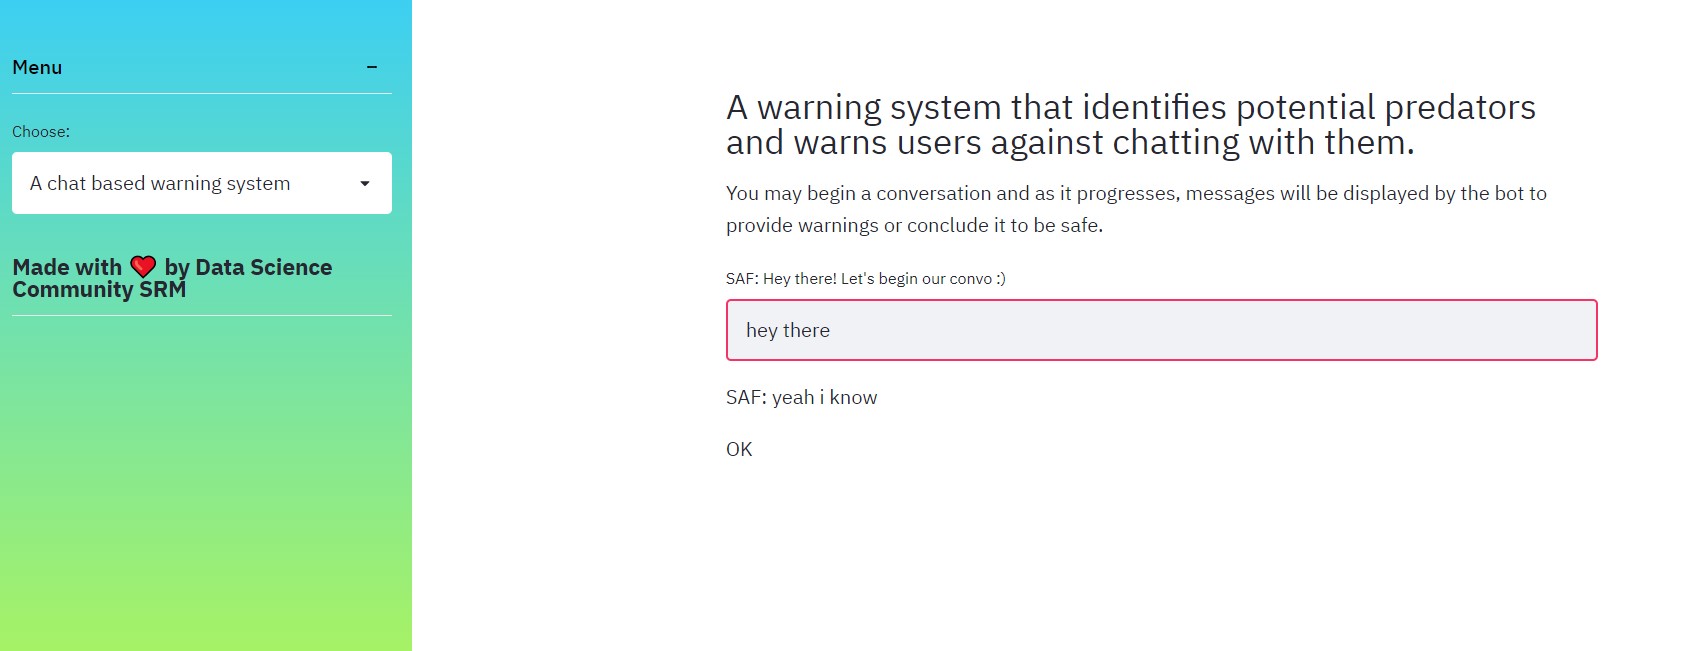 Menu
Choose:
A chat based warning system
Made with ❤️ by Data Science
Community SRM
A warning system that identifies potential predators
and warns users against chatting with them.
You may begin a conversation and as it progresses, messages will be displayed by the bot to
provide warnings or conclude it to be safe.
SAF: Hey there! Let's begin our convo :)
hey there
SAF: yeah i know
OK